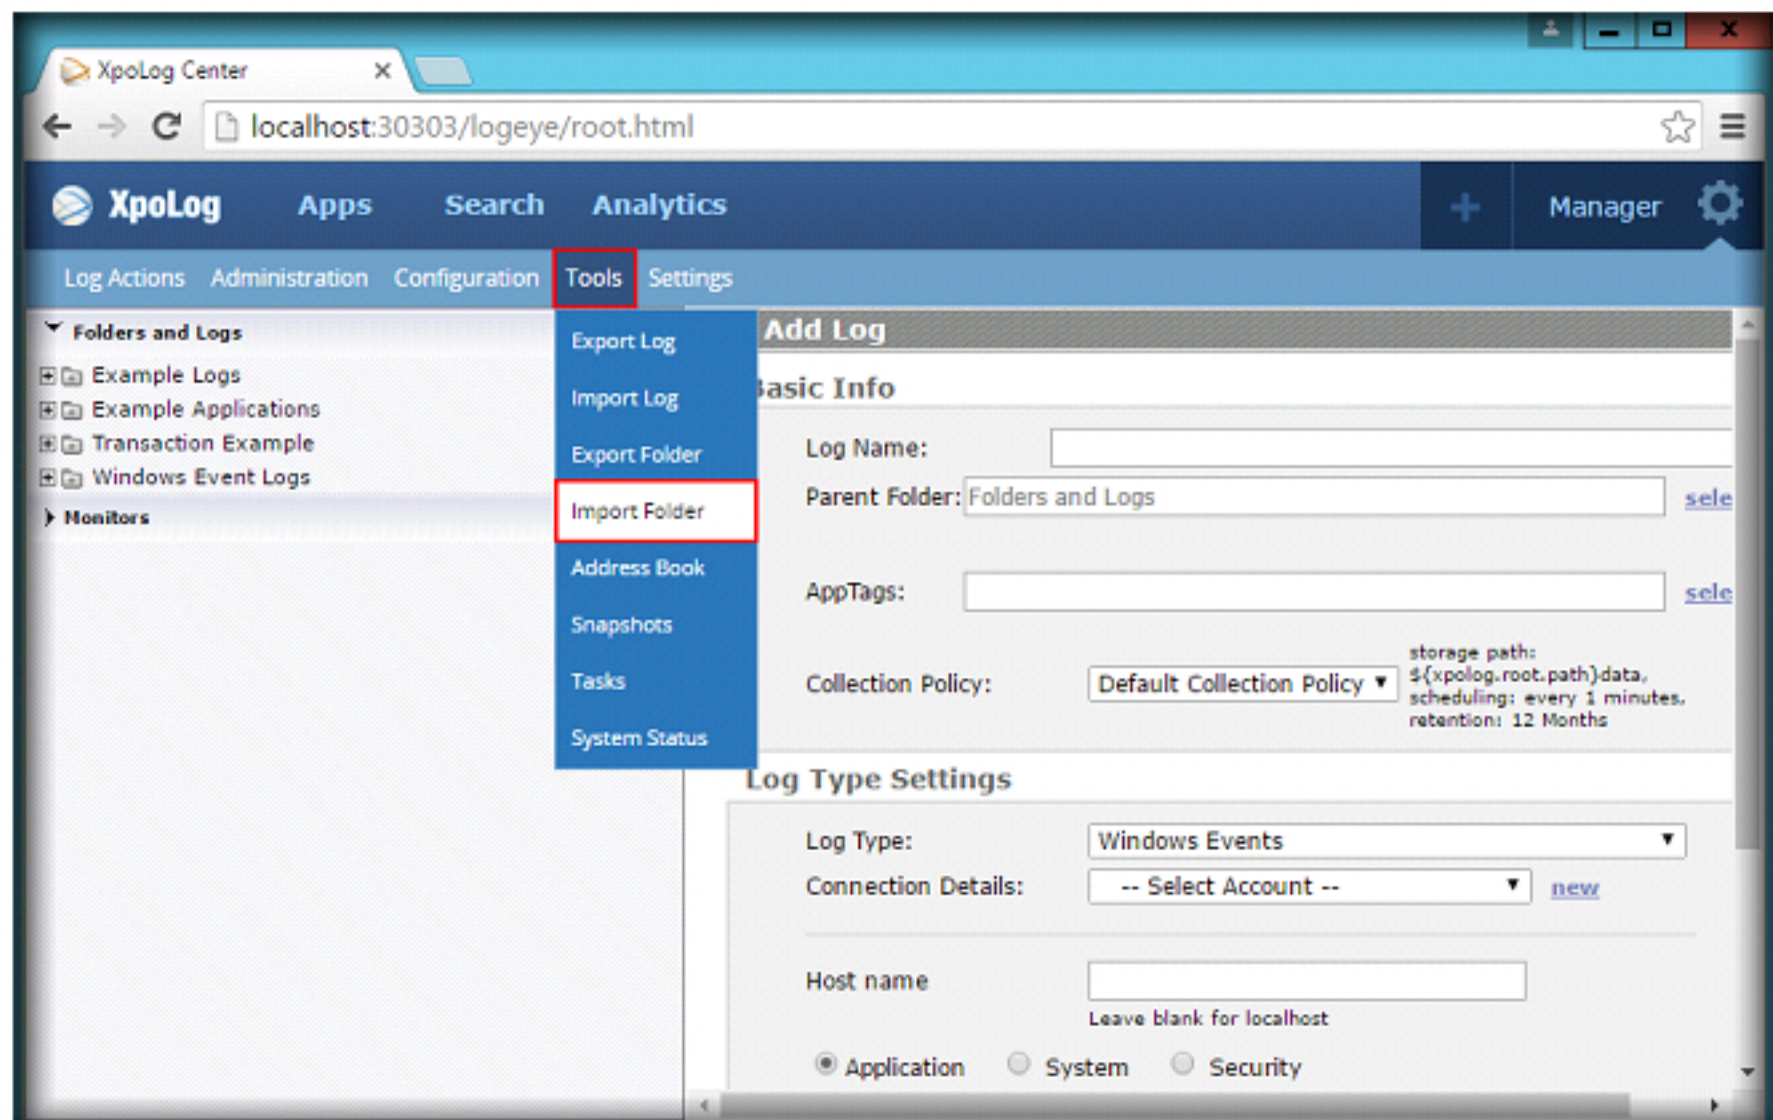 XpoLog Center
localhost:30303/logeye/root.html
XpoLog Apps Search Analytics + Manager
Log Actions Administration Configuration Tools Settings
Folders and Logs
Example Logs
Example Applications
Transaction Example
Windows Event Logs
Monitors
Export Log
Import Log
Export Folder
Import Folder
Address Book
Snapshots
Tasks
System Status
Add Log
asic Info
Log Name:
Parent Folder: Folders and Logs sele
AppTags: sele
Collection Policy: Default Collection Policy
storage path:
${xpolog.root.path}data,
scheduling: every 1 minutes,
retention: 12 Months
Log Type Settings
Log Type: Windows Events
Connection Details: -- Select Account -- new
Host name
Leave blank for localhost
Application System Security